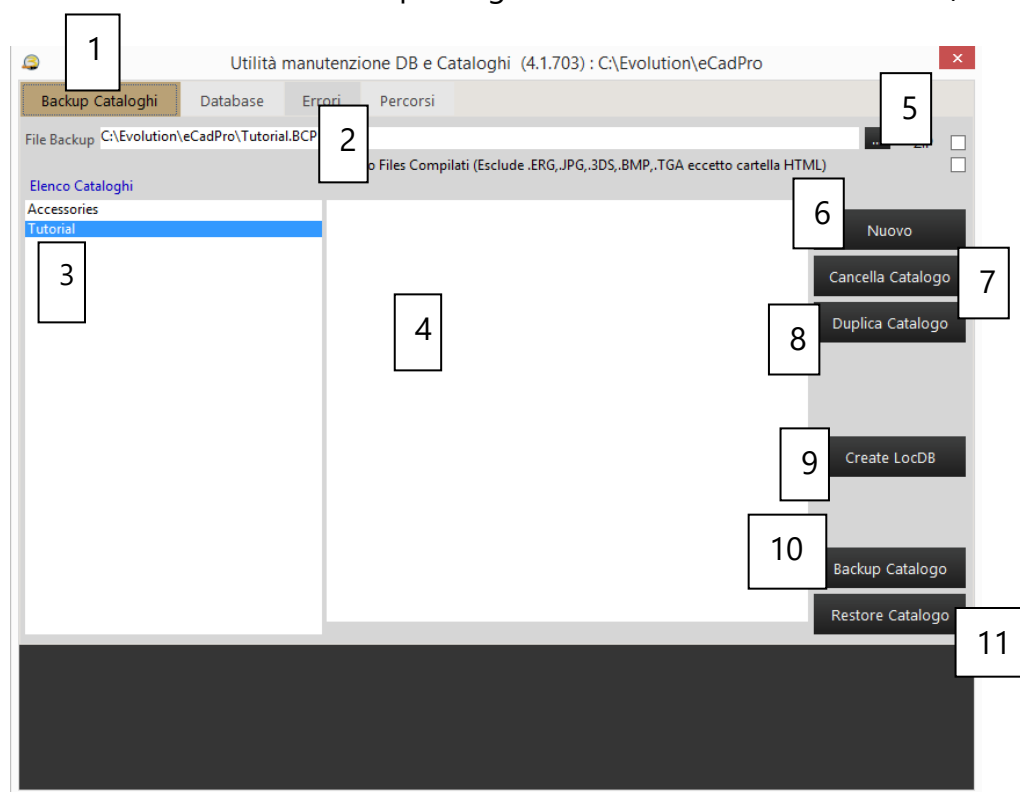 1
Utilità manutenzione DB e Cataloghi (4.1.703) : C:\Evolution\eCadPro
Backup Cataloghi Database Errori Percorsi
5
File Backup C:\Evolution\eCadPro\Tutorial.BCP
2
Files Compilati (Esclude .ERG,.JPG,.3DS,.BMP,.TGA eccetto cartella HTML)
Elenco Cataloghi
Accessories
Tutorial
6
Nuovo
3
Cancella Catalogo
7
4
Duplica Catalogo
8
9
Create LocDB
10
Backup Catalogo
Restore Catalogo
11